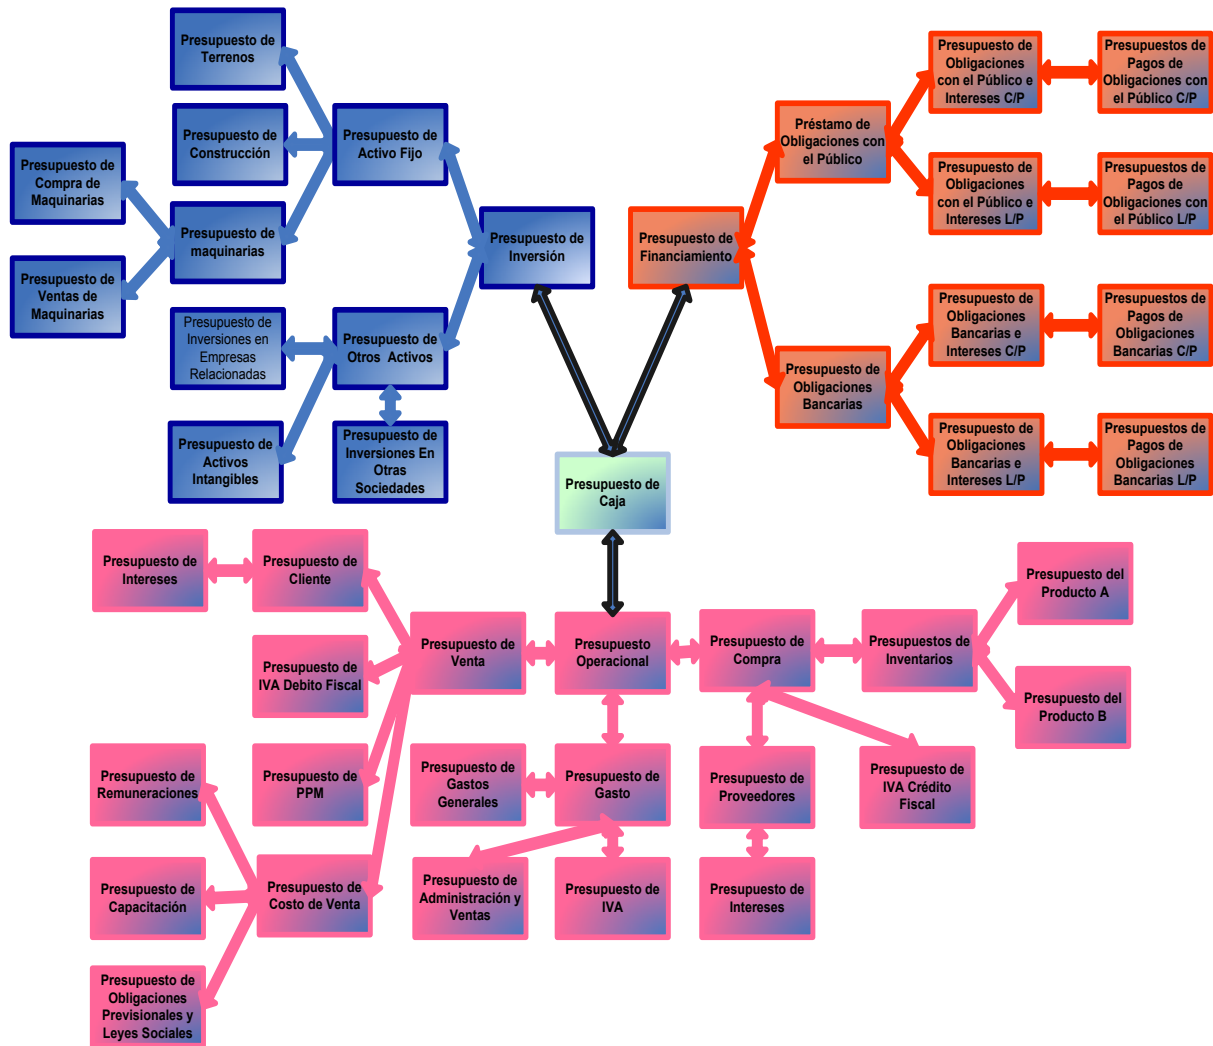 Presupuesto de
Terrenos
Presupuesto de
Construcción
Presupuesto de
Activo Fijo
Presupuesto de
Compra de
Maquinarias
Presupuesto de
maquinarias
Presupuesto de
Ventas de
Maquinarias
Presupuesto de
Inversión
Presupuesto de
Inversiones en
Empresas
Relacionadas
Presupuesto de
Otros Activos
Presupuesto de
Activos
Intangibles
Presupuesto de
Inversiones En
Otras
Sociedades
Presupuesto de
Financiamiento
Préstamo de
Obligaciones con
el Público
Presupuesto de
Obligaciones
con el Público e
Intereses C/P
Presupuestos de
Pagos de
Obligaciones con
el Público C/P
Presupuesto de
Obligaciones
con el Público e
Intereses L/P
Presupuestos de
Pagos de
Obligaciones con
el Público L/P
Presupuesto de
Obligaciones
Bancarias
Presupuesto de
Obligaciones
Bancarias e
Intereses C/P
Presupuestos de
Pagos de
Obligaciones
Bancarias C/P
Presupuesto de
Obligaciones
Bancarias e
Intereses L/P
Presupuestos de
Pagos de
Obligaciones
Bancarias L/P
Presupuesto de
Caja
Presupuesto de
Intereses
Presupuesto de
Cliente
Presupuesto de
IVA Debito Fiscal
Presupuesto de
Venta
Presupuesto
Operacional
Presupuesto de
Compra
Presupuestos de
Inventarios
Presupuesto del
Producto A
Presupuesto del
Producto B
Presupuesto de
Remuneraciones
Presupuesto de
PPM
Presupuesto de
Gastos
Generales
Presupuesto de
Gasto
Presupuesto de
Proveedores
Presupuesto de
IVA Crédito
Fiscal
Presupuesto de
Capacitación
Presupuesto de
Costo de Venta
Presupuesto de
Administración y
Ventas
Presupuesto de
IVA
Presupuesto de
Intereses
Presupuesto de
Obligaciones
Previsionales y
Leyes Sociales